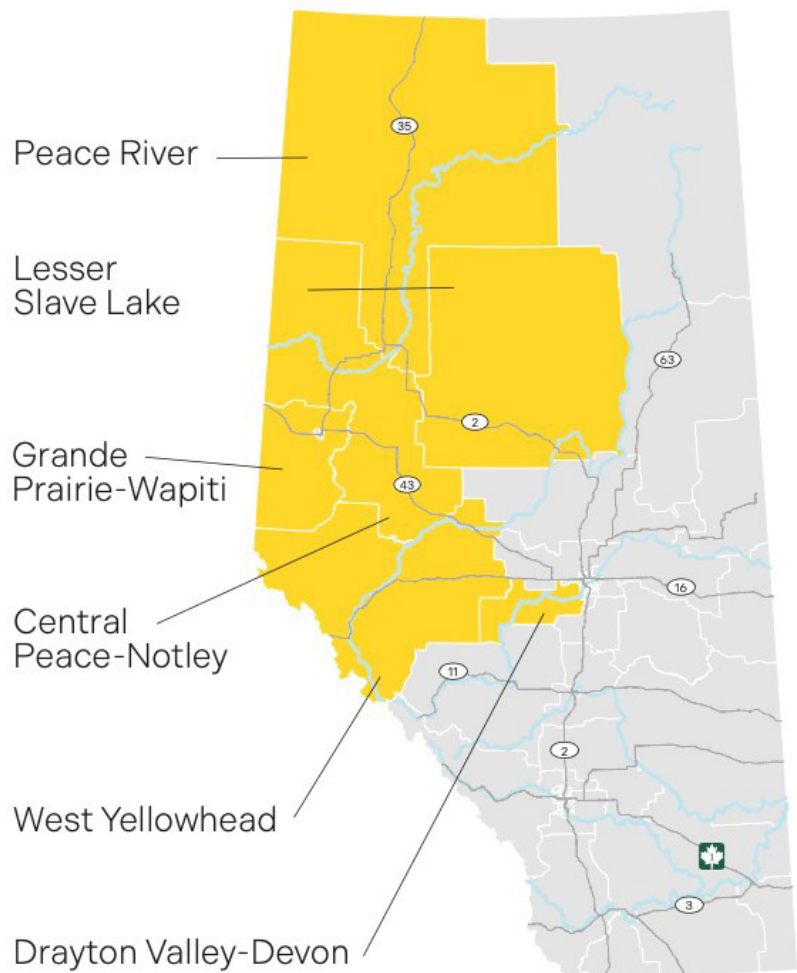 35
Peace River
Lesser
Slave Lake
63
2
Grande
Prairie-Wapiti
43
16
Central
Peace-Notley
11
2
West Yellowhead
1
3
Drayton Valley-Devon